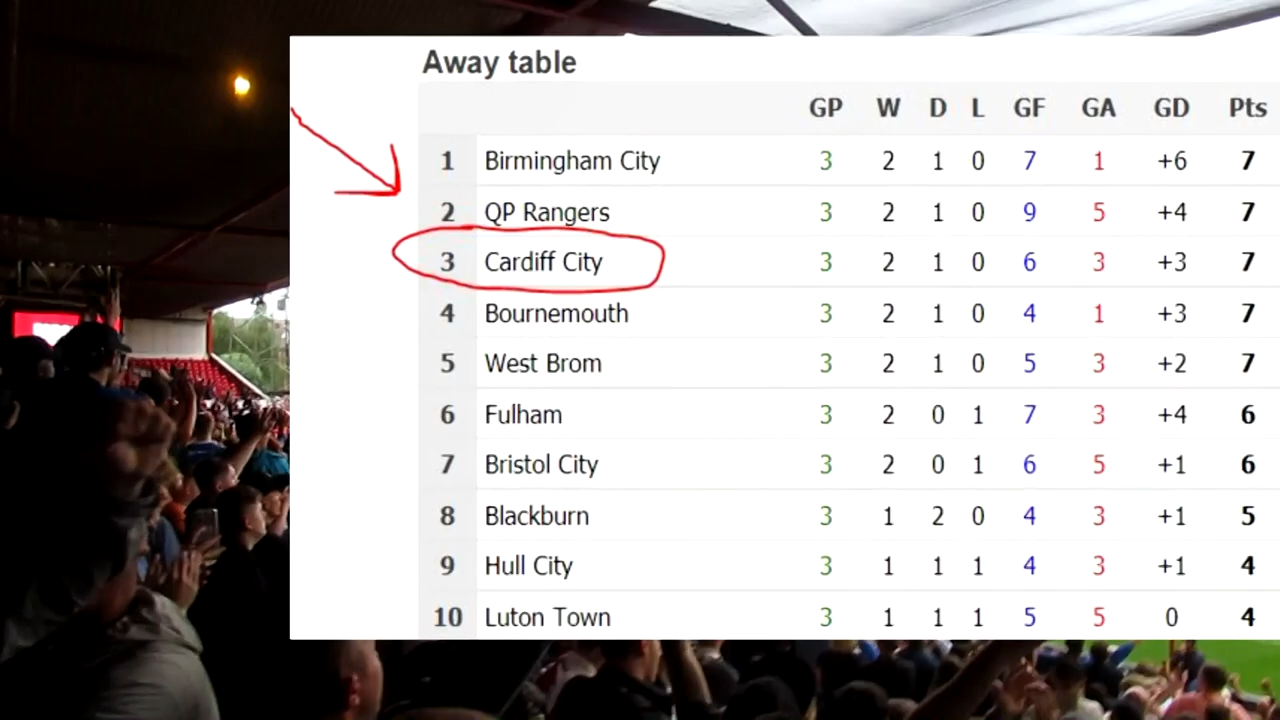 Away table
GP W D L GF GA GD Pts
1 Birmingham City 3 2 1 0 7 1 +6 7
2 QP Rangers 3 2 1 0 9 5 +4 7
3 Cardiff City 3 2 1 0 6 3 +3 7
4 Bournemouth 3 2 1 0 4 1 +3 7
5 West Brom 3 2 1 0 5 3 +2 7
6 Fulham 3 2 0 1 7 3 +4 6
7 Bristol City 3 2 0 1 6 5 +1 6
8 Blackburn 3 1 2 0 4 3 +1 5
9 Hull City 3 1 1 1 4 3 +1 4
10 Luton Town 3 1 1 1 5 5 0 4